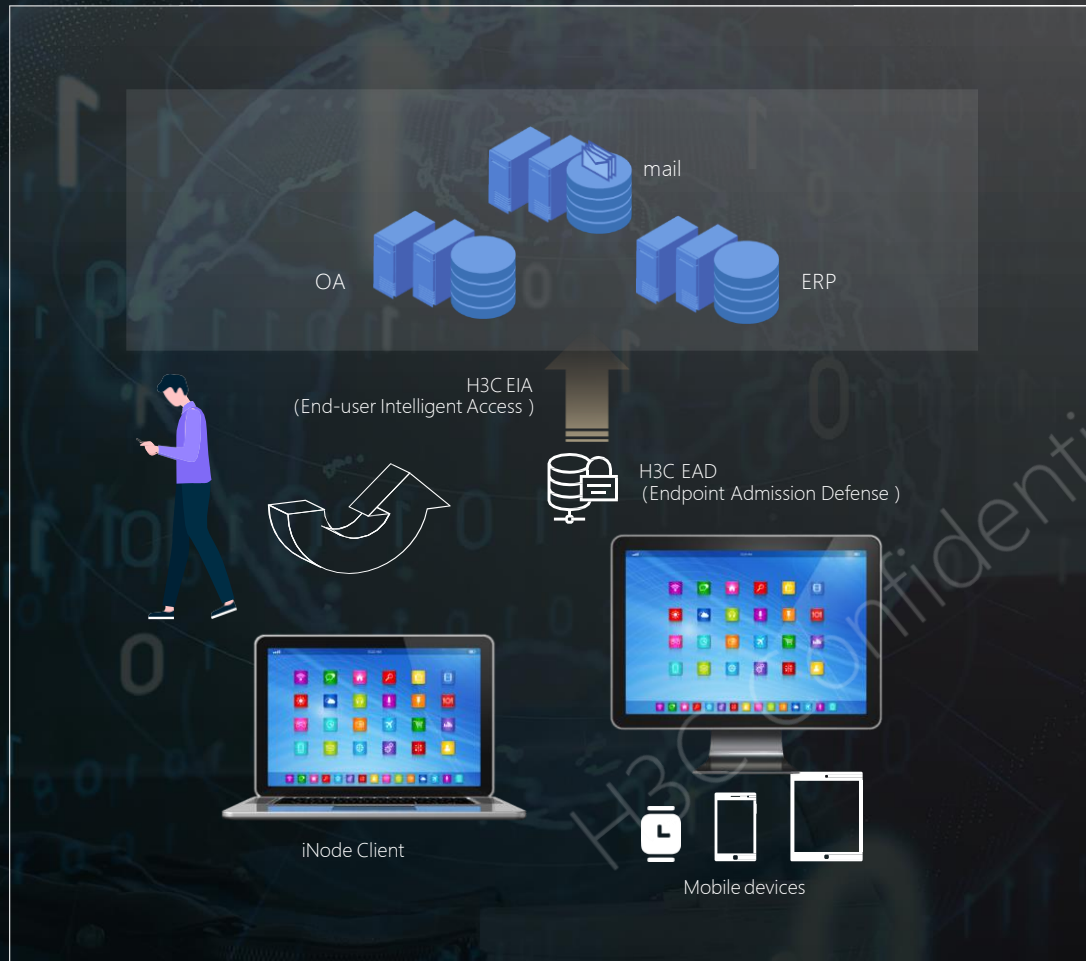 mail
OA
ERP
H3C EIA
(End-user Intelligent Access )
H3C EAD
(Endpoint Admission Defense )
iNode Client
Mobile devices
H3C Confidenti